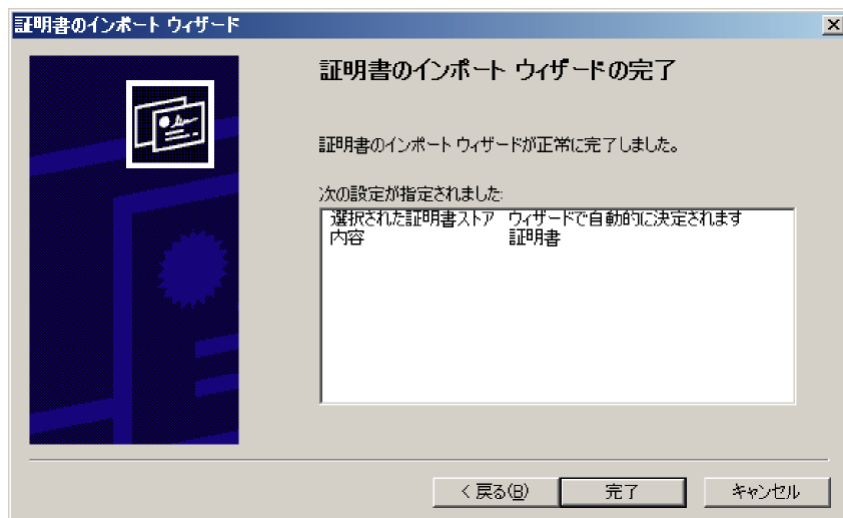 証明書のインポート ウィザード
証明書のインポート ウィザードの完了
証明書のインポート ウィザードが正常に完了しました。
次の設定が指定されました:
選択された証明書ストア ウィザードで自動的に決定されます
内容 証明書
< 戻る(B) 完了 キャンセル